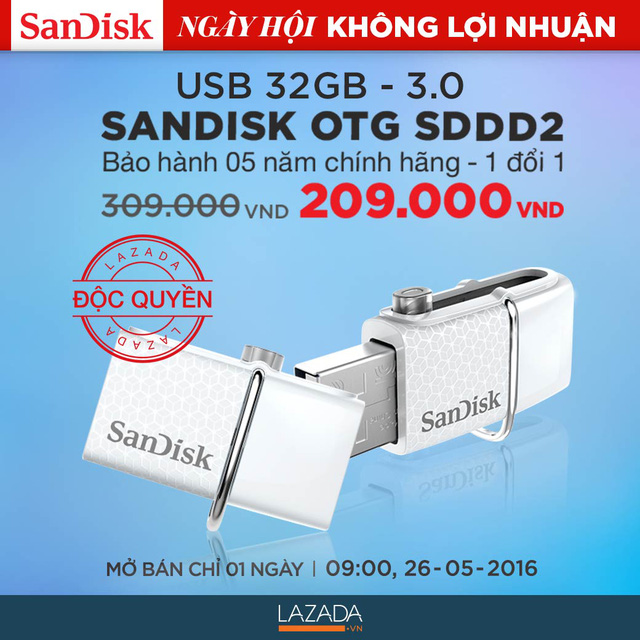 SanDisk NGÀY HỘI KHÔNG LỢI NHUẬN
USB 32GB - 3.0
SANDISK OTG SDDD2
Bảo hành 05 năm chính hãng - 1 đổi 1
309.000 VND 209.000 VND
LAZADA
ĐỘC QUYỀN
LAZADA
SanDisk
SanDisk
MỞ BÁN CHỈ 01 NGÀY | 09:00, 26-05-2016
LAZADA
.VN